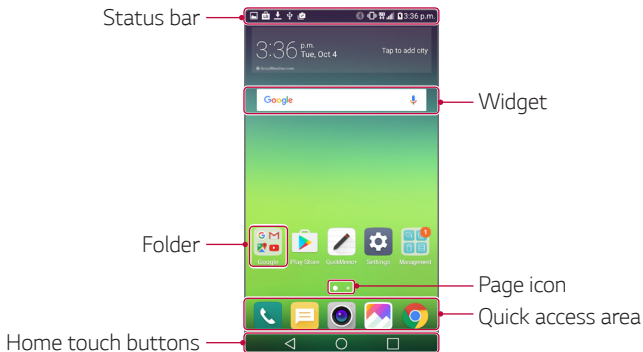 Status bar
3:36 p.m.
3:36 p.m.
Tue, Oct 4
Tap to add city
Google
Widget
Folder
Google
Play Store
QuickMemo+
Settings
1
Management
Page icon
Quick access area
Home touch buttons